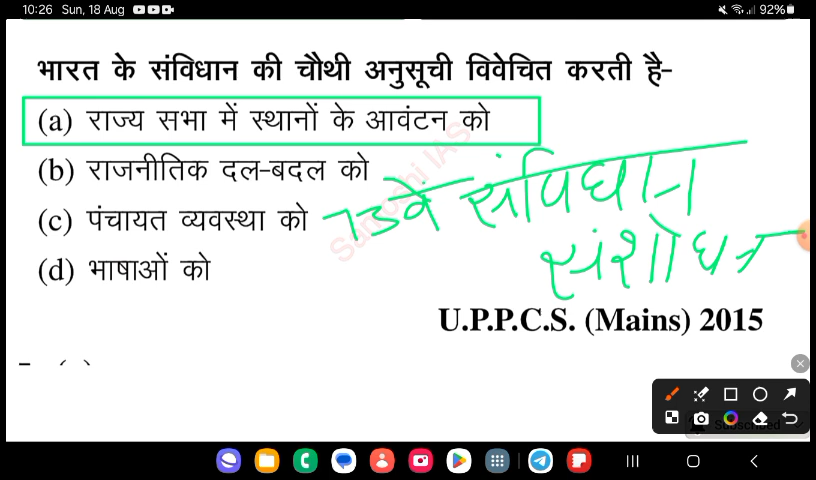 10:26 Sun, 18 Aug 92%
भारत के संविधान की चौथी अनुसूची विवेचित करती है-
(a) राज्य सभा में स्थानों के आवंटन को
(b) राजनीतिक दल-बदल को
(c) पंचायत व्यवस्था को 73वें संविधान
संशोधन
(d) भाषाओं को
U.P.P.C.S. (Mains) 2015
Subscribed